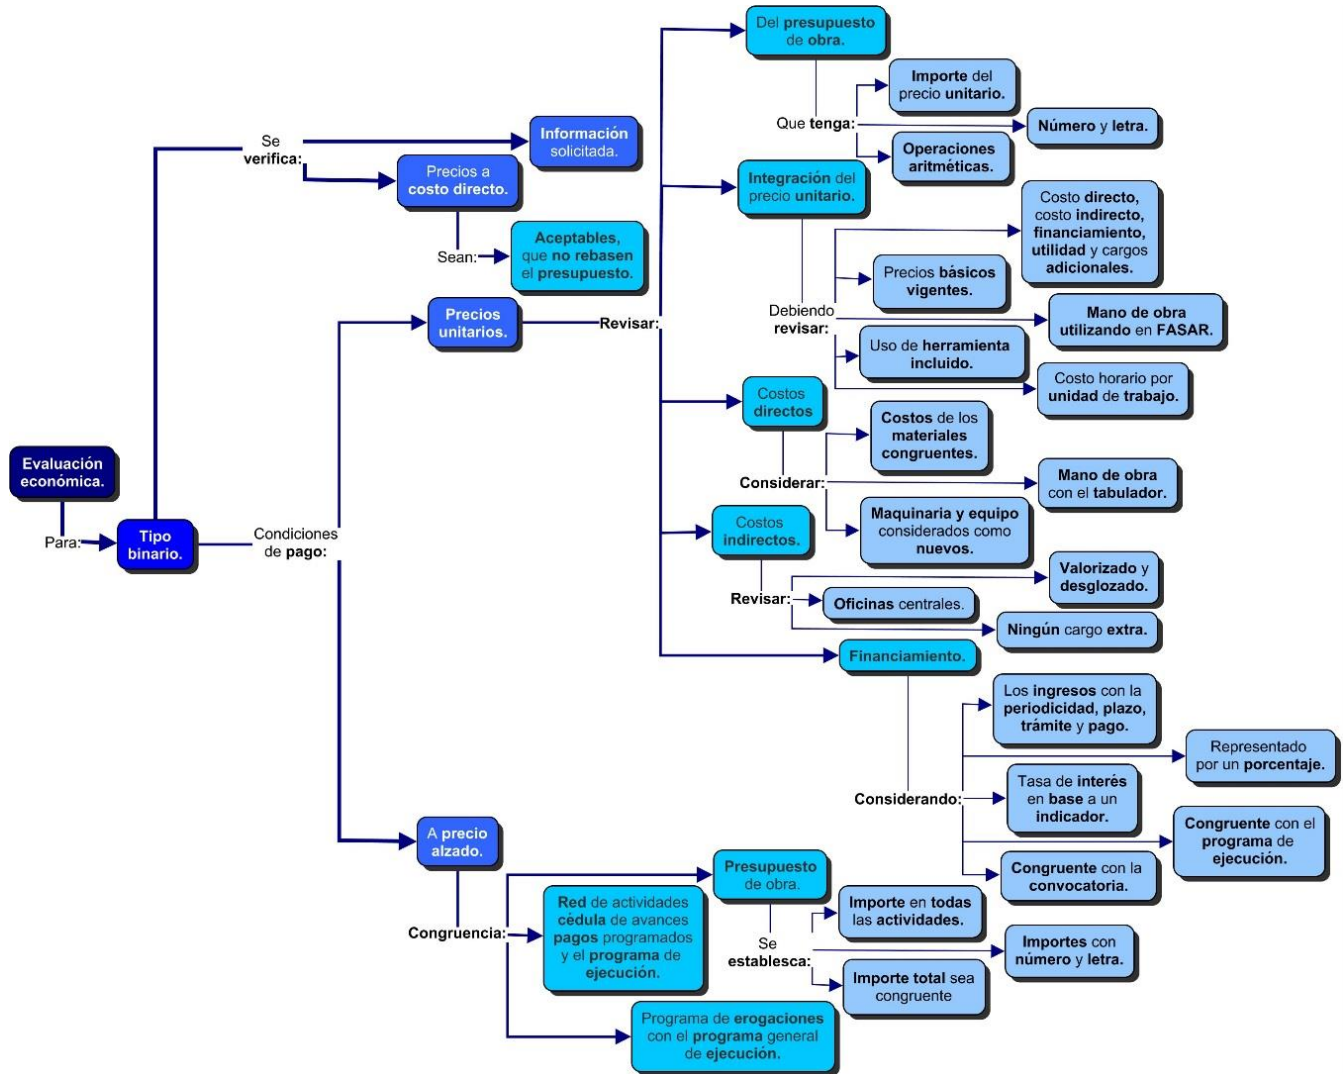 Del presupuesto
de obra.
Importe del
precio unitario.
Que tenga:
Número y letra.
Operaciones
aritméticas.
Se
verifica:
Información
solicitada.
Precios a
costo directo.
Sean:
Aceptables,
que no rebasen
el presupuesto.
Integración del
precio unitario.
Costo directo,
costo indirecto,
financiamiento,
utilidad y cargos
adicionales.
Precios básicos
vigentes.
Debiendo
revisar:
Mano de obra
utilizando en FASAR.
Uso de herramienta
incluido.
Costo horario por
unidad de trabajo.
Precios
unitarios.
Revisar:
Costos
directos
Costos de los
materiales
congruentes.
Considerar:
Mano de obra
con el tabulador.
Maquinaria y equipo
considerados como
nuevos.
Evaluación
económica.
Para:
Tipo
binario.
Condiciones
de pago:
Costos
indirectos.
Revisar:
Valorizado y
desglozado.
Oficinas centrales.
Ningún cargo extra.
Financiamiento.
Los ingresos con la
periodicidad, plazo,
trámite y pago.
Representado
por un porcentaje.
Considerando:
Tasa de interés
en base a un
indicador.
Congruente con el
programa de
ejecución.
Congruente con la
convocatoria.
A precio
alzado.
Congruencia:
Presupuesto
de obra.
Red de actividades
cédula de avances
pagos programados
y el programa de
ejecución.
Se
establesca:
Importe en todas
las actividades.
Importes con
número y letra.
Importe total sea
congruente
Programa de erogaciones
con el programa general
de ejecución.